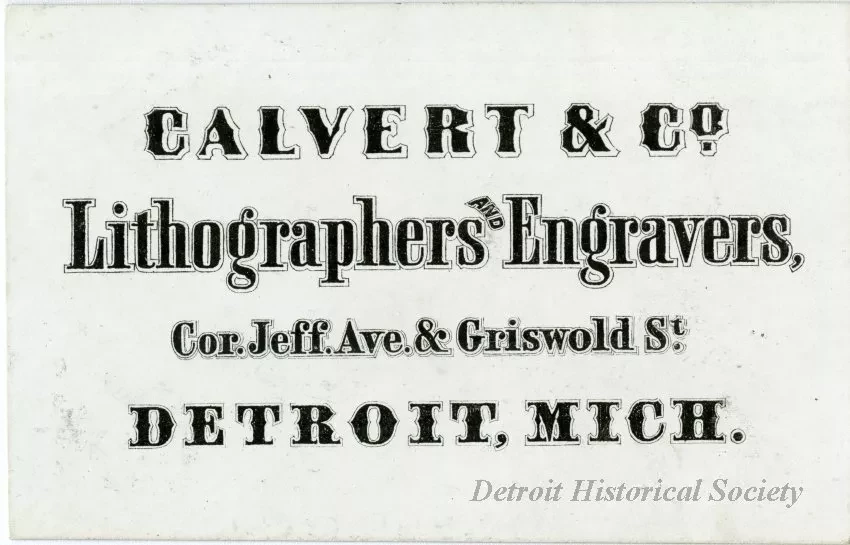 CALVERT & Co.
Lithographers AND Engravers,
Cor. Jeff. Ave. & Griswold St.
DETROIT, MICH.
Detroit Historical Society